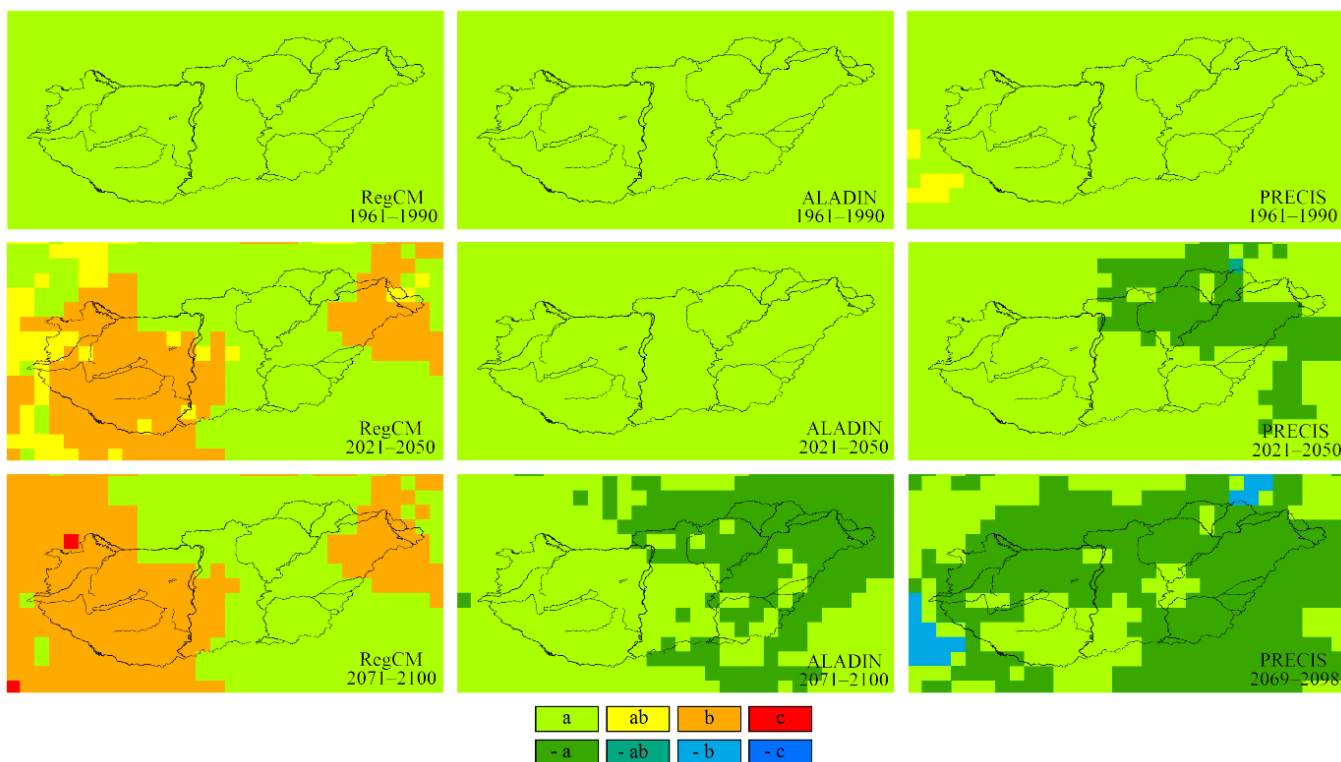 RegCM
1961–1990
ALADIN
1961–1990
PRECIS
1961–1990
RegCM
2021–2050
ALADIN
2021–2050
PRECIS
2021–2050
RegCM
2071–2100
ALADIN
2071–2100
PRECIS
2069–2098
a ab b c
- a - ab - b - c